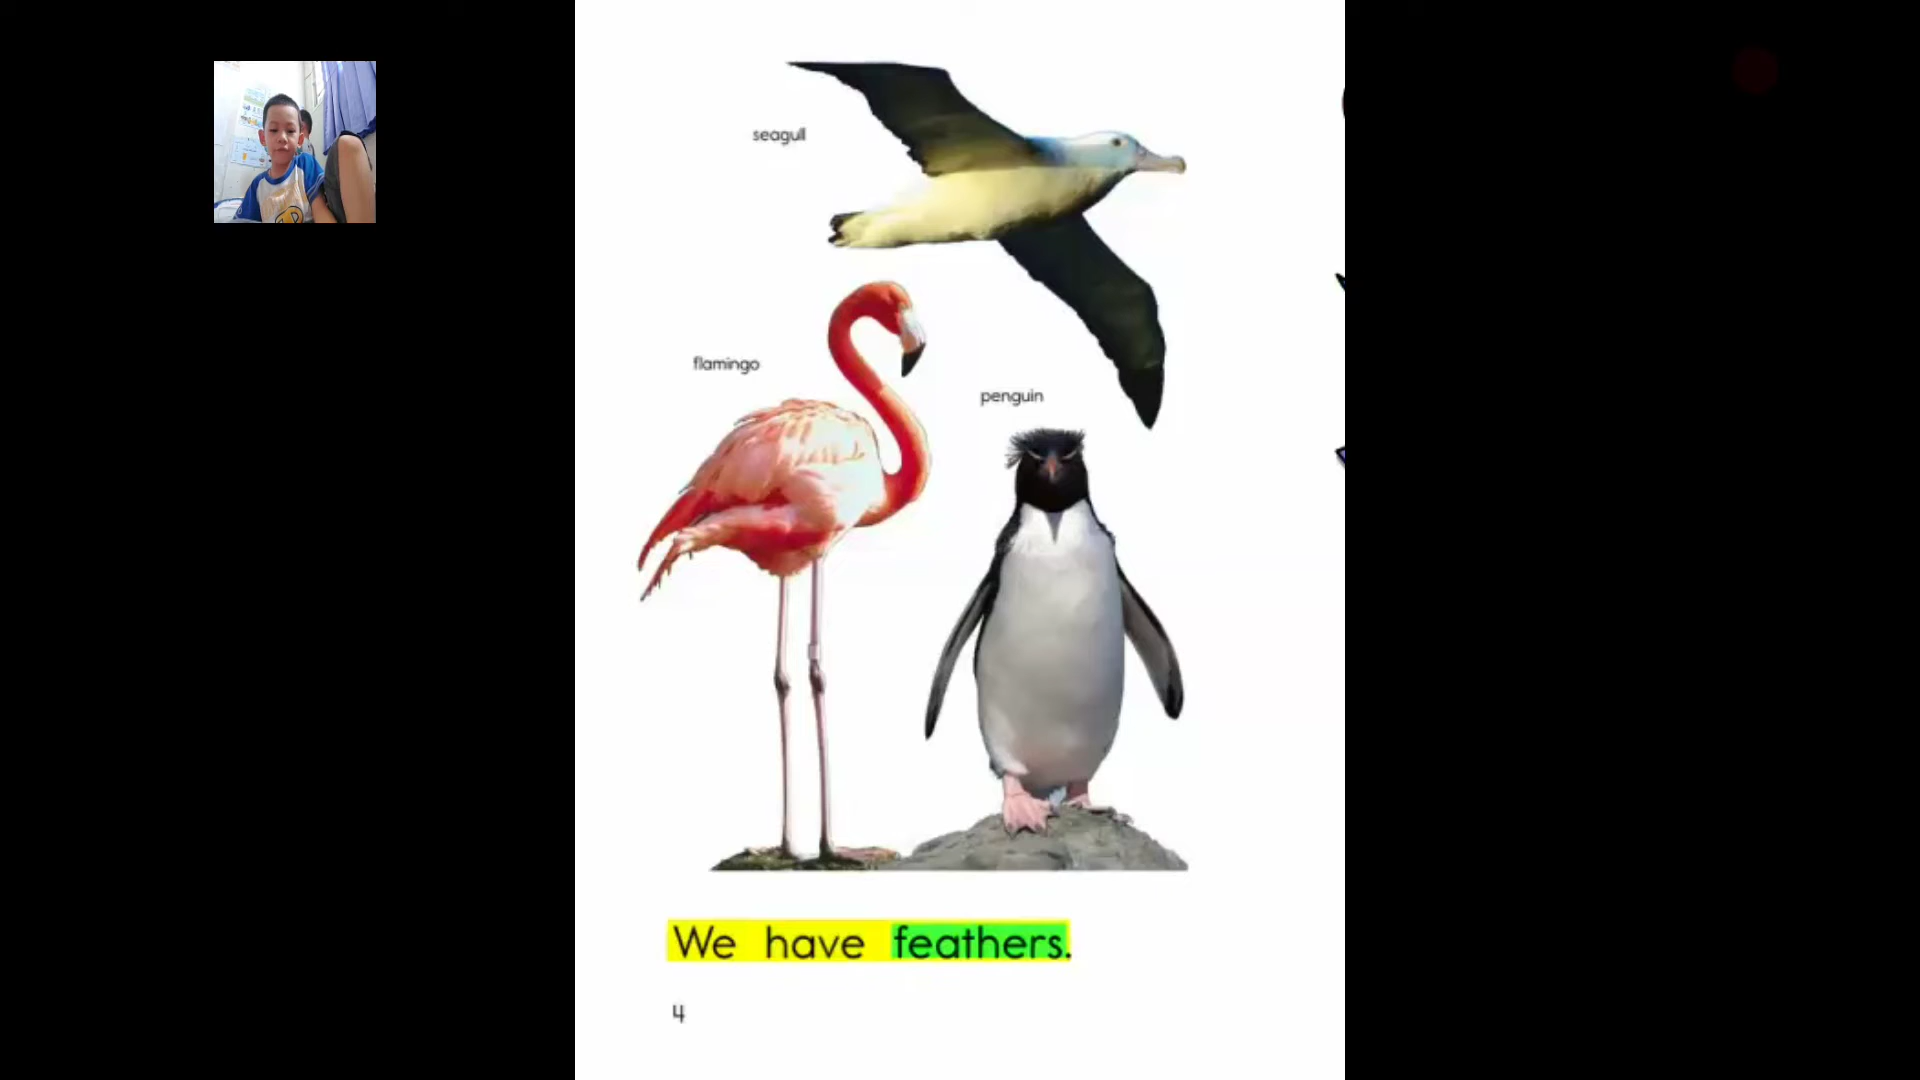 seagull
flamingo
penguin
We have feathers.
4